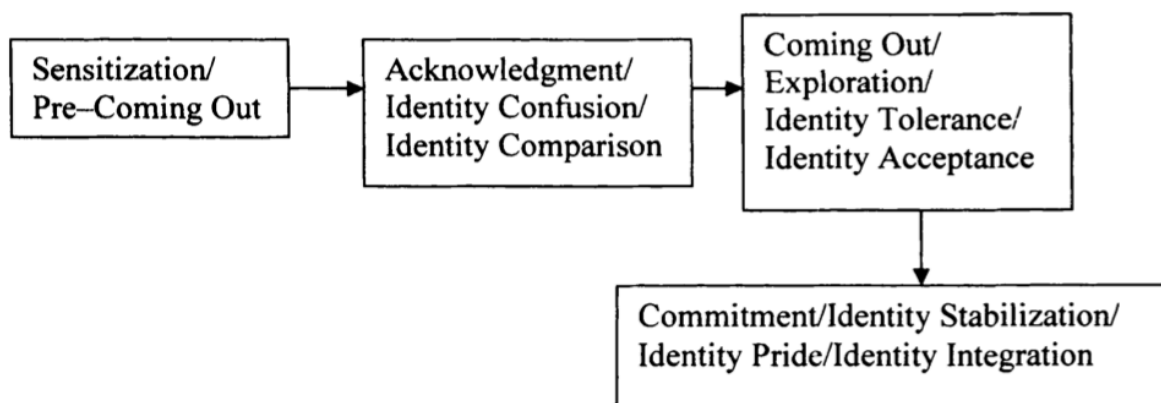 Sensitization/
Pre–Coming Out
Acknowledgment/
Identity Confusion/
Identity Comparison
Coming Out/
Exploration/
Identity Tolerance/
Identity Acceptance
Commitment/Identity Stabilization/
Identity Pride/Identity Integration